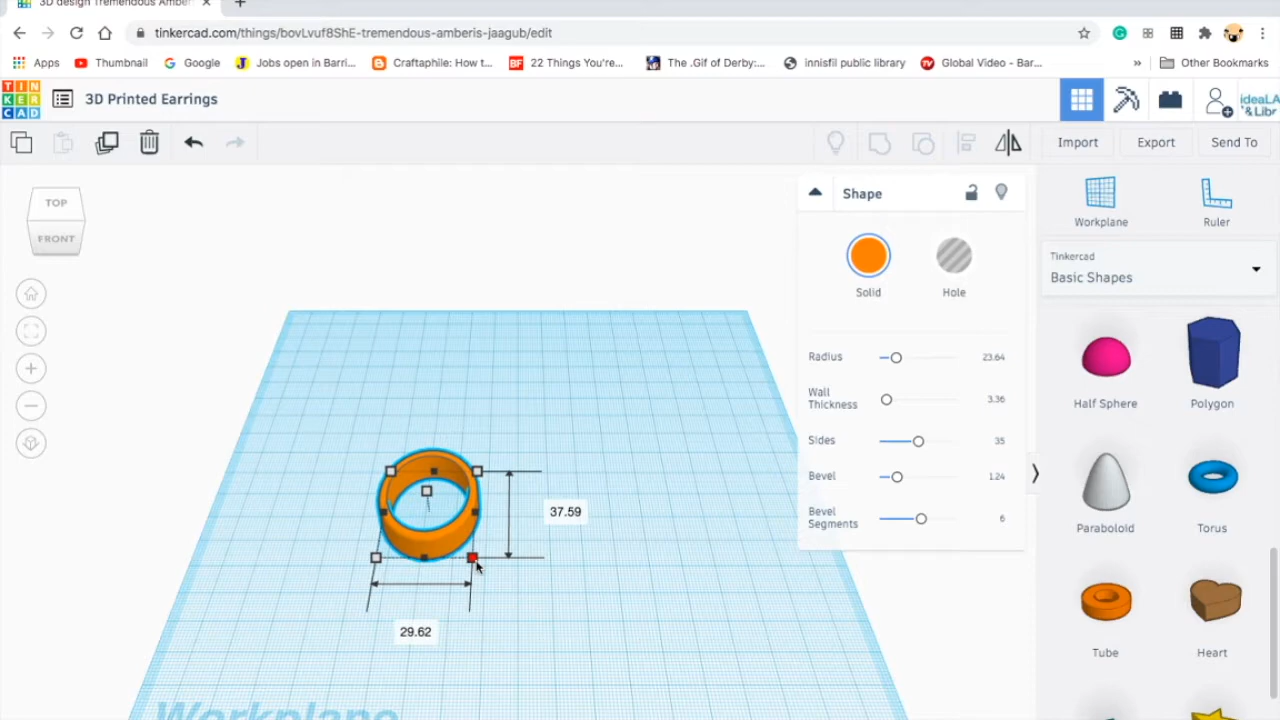 3D design Tremendous Amber
tinkercad.com/things/bovLvuf8ShE-tremendous-amberis-jaagub/edit
Apps
Thumbnail
Google
Jobs open in Barri...
Craftaphile: How t...
BF
22 Things You're...
The .Gif of Derby:...
innisfil public library
Global Video - Bar...
»
Other Bookmarks
TIN
KER
CAD
3D Printed Earrings
ideaLA
&Libr
Import
Export
Send To
TOP
FRONT
Shape
Solid
Hole
Radius 23.64
Wall
Thickness 3.36
Sides 35
Bevel 1.24
Bevel
Segments 6
Workplane
Ruler
Tinkercad
Basic Shapes
Half Sphere
Polygon
Paraboloid
Torus
Tube
Heart
37.59
29.62
Workplane